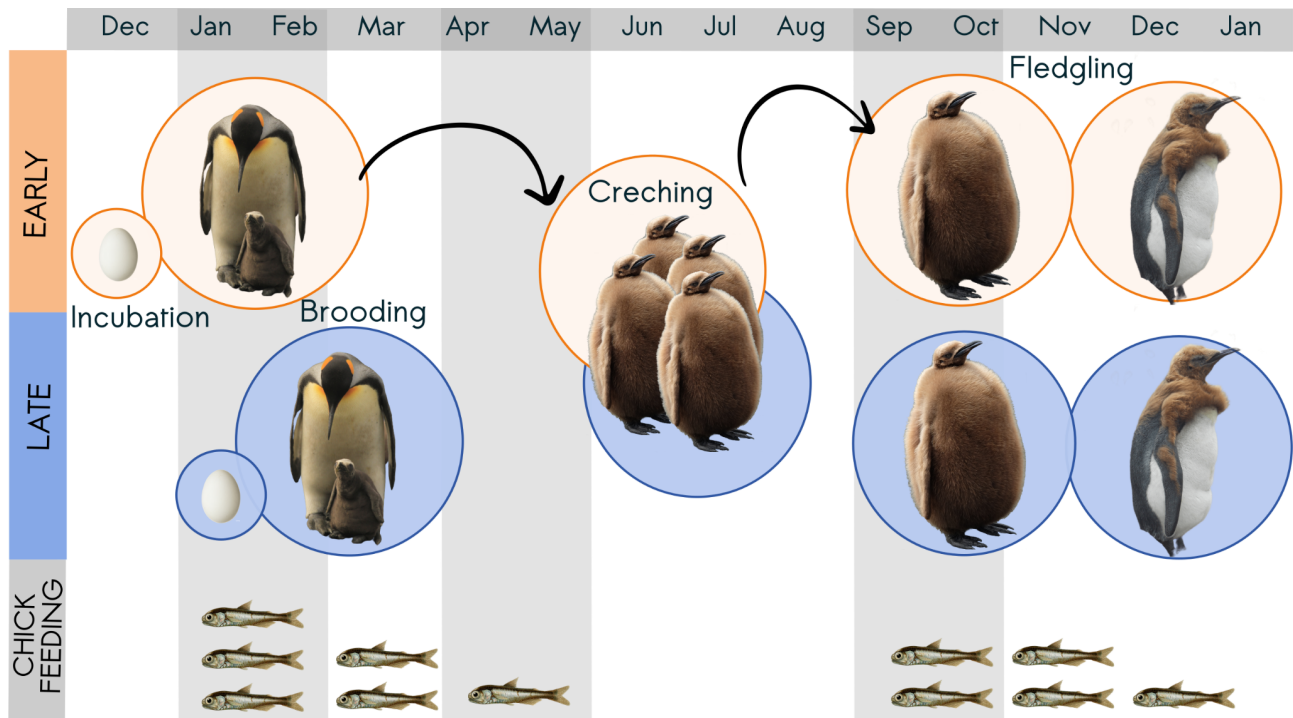 Dec Jan Feb Mar Apr May Jun Jul Aug Sep Oct Nov Dec Jan
EARLY
Fledgling
Creching
Incubation
Brooding
LATE
CHICK
FEEDING